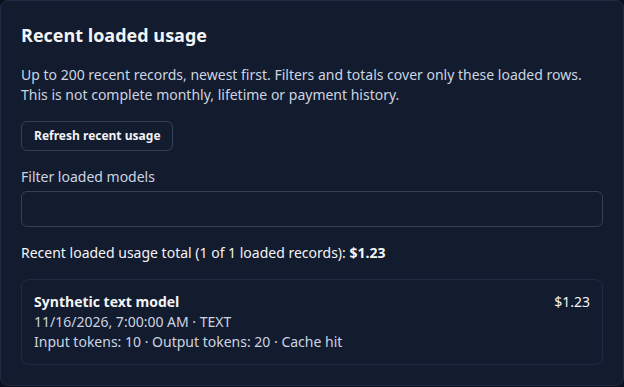 Recent loaded usage
Up to 200 recent records, newest first. Filters and totals cover only these loaded rows.
This is not complete monthly, lifetime or payment history.
Refresh recent usage
Filter loaded models
Recent loaded usage total (1 of 1 loaded records): $1.23
Synthetic text model $1.23
11/16/2026, 7:00:00 AM · TEXT
Input tokens: 10 · Output tokens: 20 · Cache hit